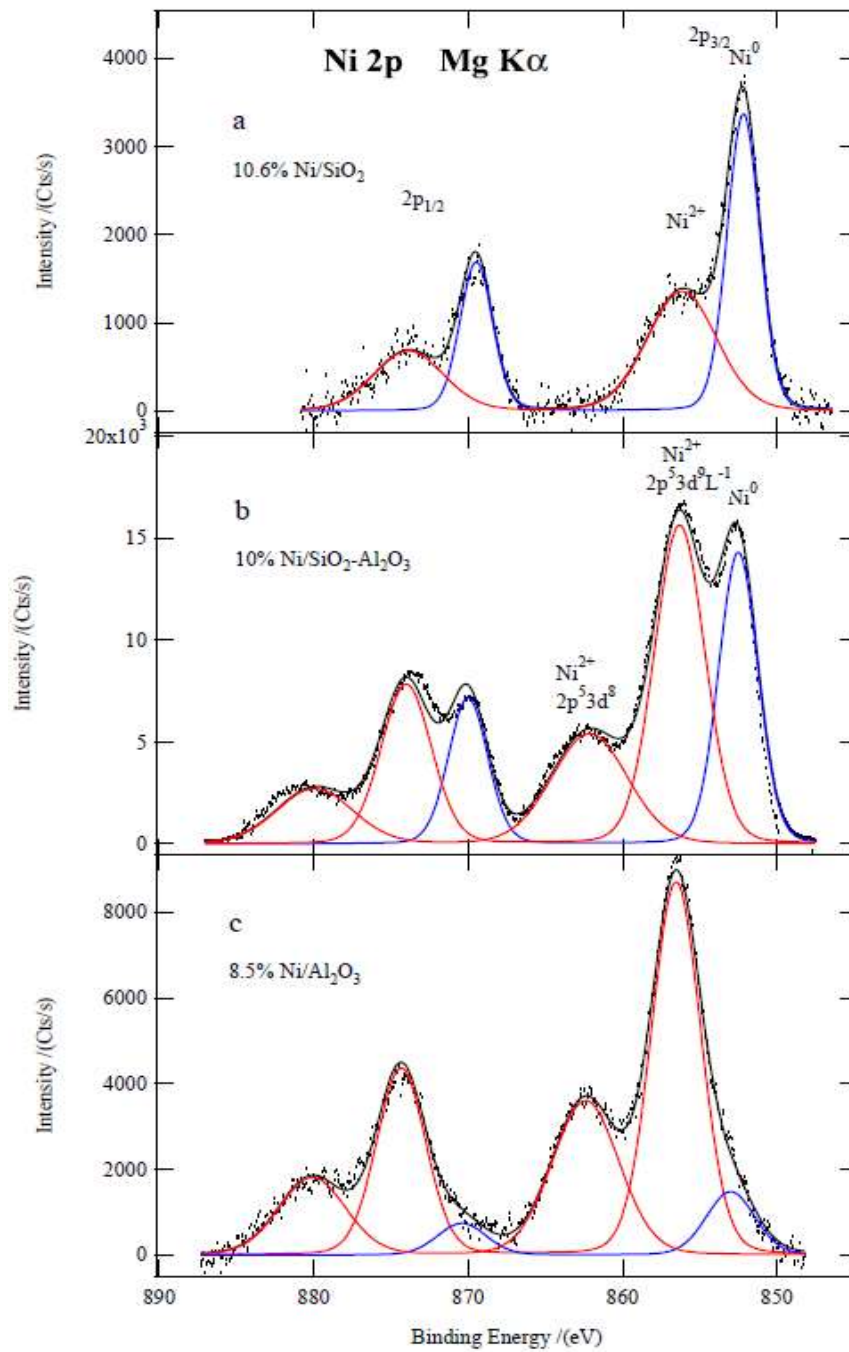 Ni 2p Mg Kα
2p3/2
Ni0
a
10.6% Ni/SiO2
2p1/2
Ni2+
4000
3000
2000
1000
0
Intensity /(Cts/s)
20x10^3
15
10
5
0
Intensity /(Cts/s)
b
10% Ni/SiO2-Al2O3
Ni2+
2p53d9L-1
Ni0
Ni2+
2p53d8
c
8.5% Ni/Al2O3
8000
6000
4000
2000
0
Intensity /(Cts/s)
890 880 870 860 850
Binding Energy /(eV)